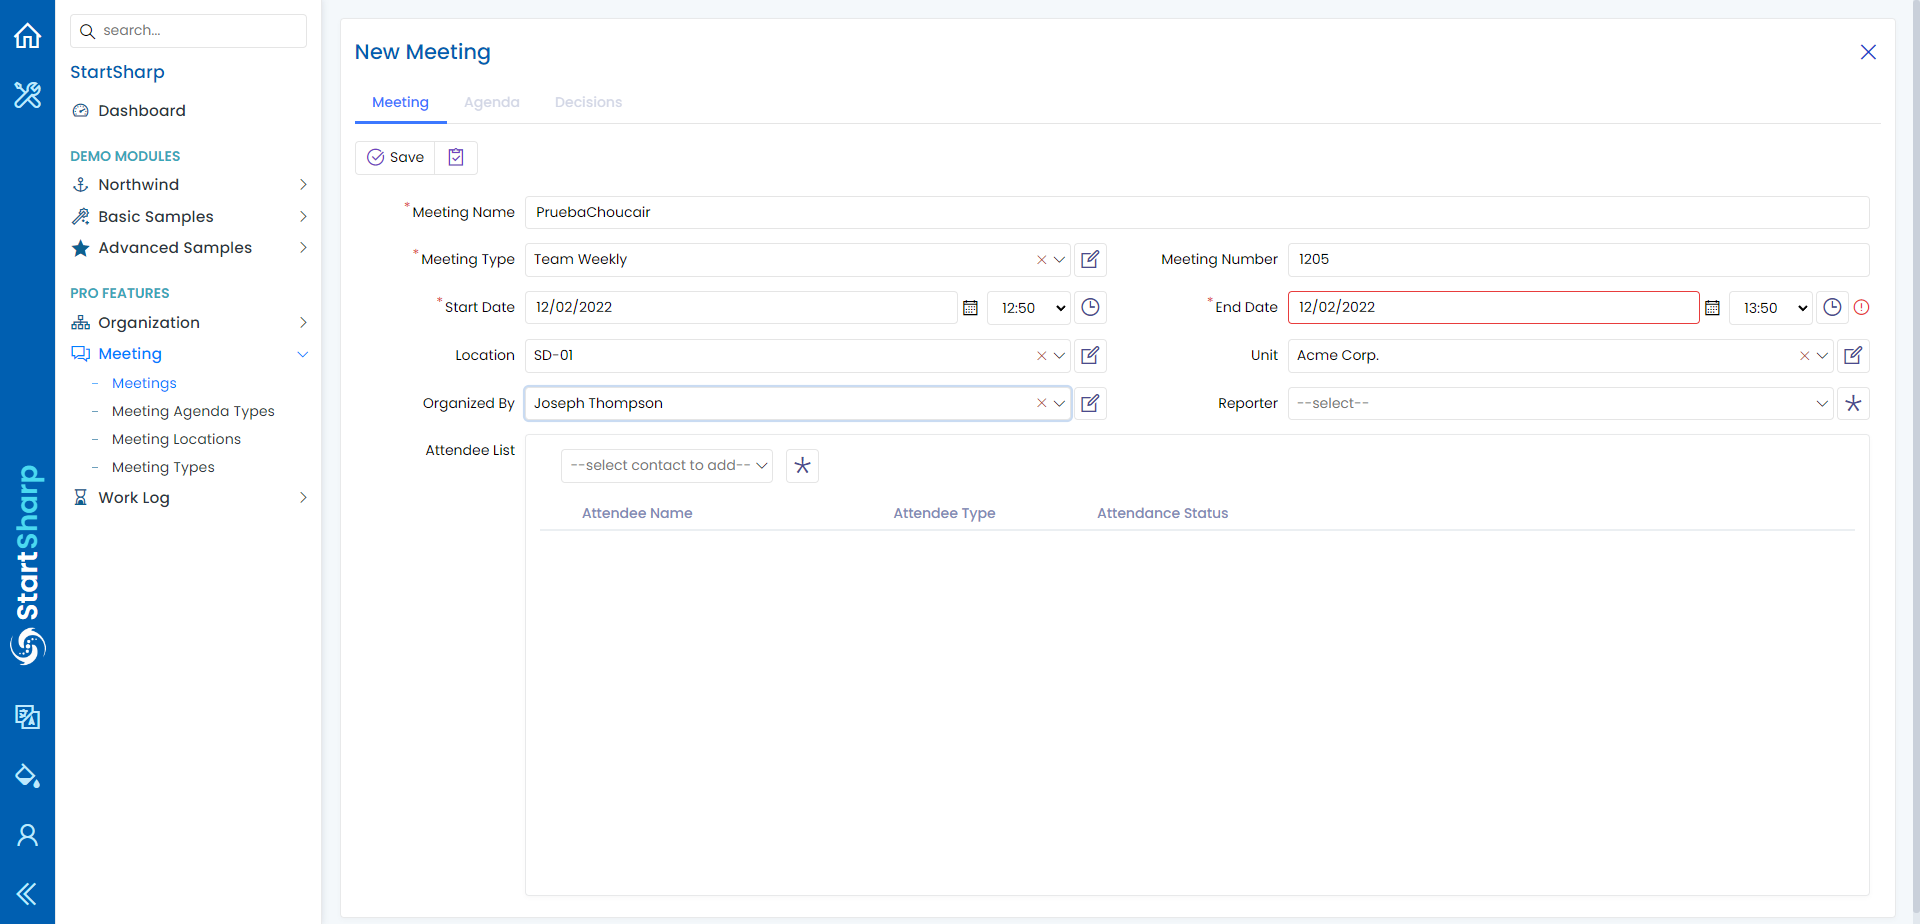 search...
StartSharp
Dashboard
DEMO MODULES
Northwind
Basic Samples
Advanced Samples
PRO FEATURES
Organization
Meeting
- Meetings
- Meeting Agenda Types
- Meeting Locations
- Meeting Types
Work Log
StartSharp
New Meeting
Meeting Agenda Decisions
Save
*Meeting Name PruebaChoucair
*Meeting Type Team Weekly Meeting Number 1205
*Start Date 12/02/2022 12:50 *End Date 12/02/2022 13:50
Location SD-01 Unit Acme Corp.
Organized By Joseph Thompson Reporter --select--
Attendee List --select contact to add--
Attendee Name Attendee Type Attendance Status